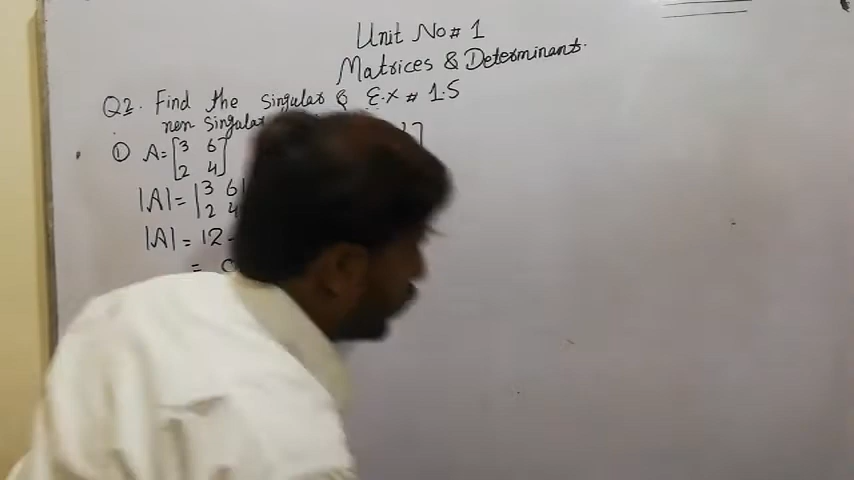 Unit No # 1
Matrices & Determinants.
Q2. Find the singular & Ex # 1.5
non singular
① A = [3 6
2 4]
|A| = |3 6|
2 4
|A| = 12 -
= 0